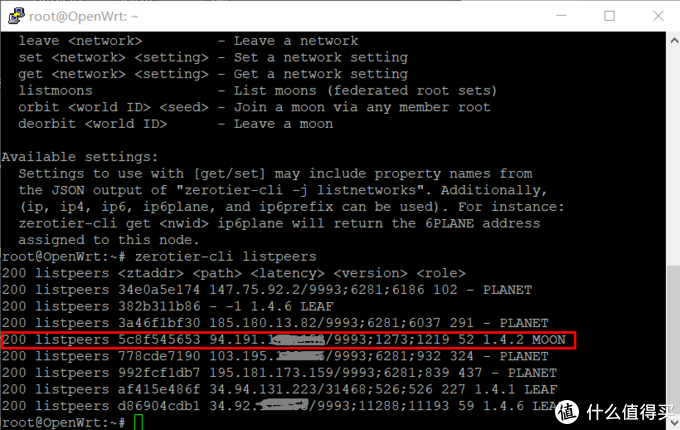 root@OpenWrt: ~
leave <network> - Leave a network
set <network> <setting> - Set a network setting
get <network> <setting> - Get a network setting
listmoons - List moons (federated root sets)
orbit <world ID> <seed> - Join a moon via any member root
deorbit <world ID> - Leave a moon
Available settings:
Settings to use with [get/set] may include property names from
the JSON output of "zerotier-cli -j listnetworks". Additionally,
(ip, ip4, ip6, ip6plane, and ip6prefix can be used). For instance:
zerotier-cli get <nwid> ip6plane will return the 6PLANE address
assigned to this node.
root@OpenWrt:~# zerotier-cli listpeers
200 listpeers <ztaddr> <path> <latency> <version> <role>
200 listpeers 34e0a5e174 147.75.92.2/9993;6281;6186 102 - PLANET
200 listpeers 382b311b86 - -1 1.4.6 LEAF
200 listpeers 3a46f1bf30 185.180.13.82/9993;6281;6037 291 - PLANET
200 listpeers 5c8f545653 94.191. /9993;1273;1219 52 1.4.2 MOON
200 listpeers 778cde7190 103.195. /9993;6281;932 324 - PLANET
200 listpeers 992fcf1db7 195.181.173.159/9993;6281;839 437 - PLANET
200 listpeers af415e486f 34.94.131.223/31468;526;526 227 1.4.1 LEAF
200 listpeers d86904cdb1 34.92. /9993;11288;11193 59 1.4.6 LEA
root@OpenWrt:~#
值 什么值得买